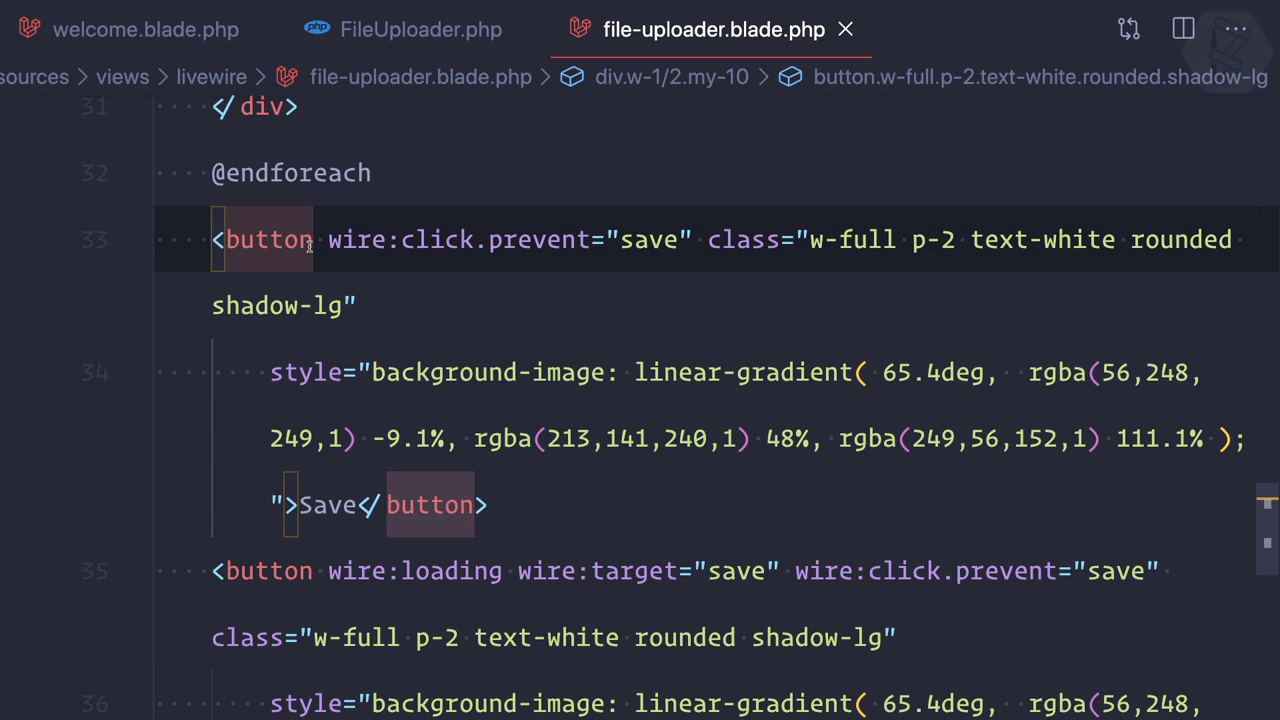 welcome.blade.php
php FileUploader.php
file-uploader.blade.php
sources > views > livewire > file-uploader.blade.php > div.w-1/2.my-10 > button.w-full.p-2.text-white.rounded.shadow-lg
31 </div>
32 @endforeach
33 <button wire:click.prevent="save" class="w-full p-2 text-white rounded
shadow-lg"
34 style="background-image: linear-gradient( 65.4deg,  rgba(56,248,
249,1) -9.1%, rgba(213,141,240,1) 48%, rgba(249,56,152,1) 111.1% );
">Save</button>
35 <button wire:loading wire:target="save" wire:click.prevent="save"
class="w-full p-2 text-white rounded shadow-lg"
36 style="background-image: linear-gradient( 65.4deg,  rgba(56,248,